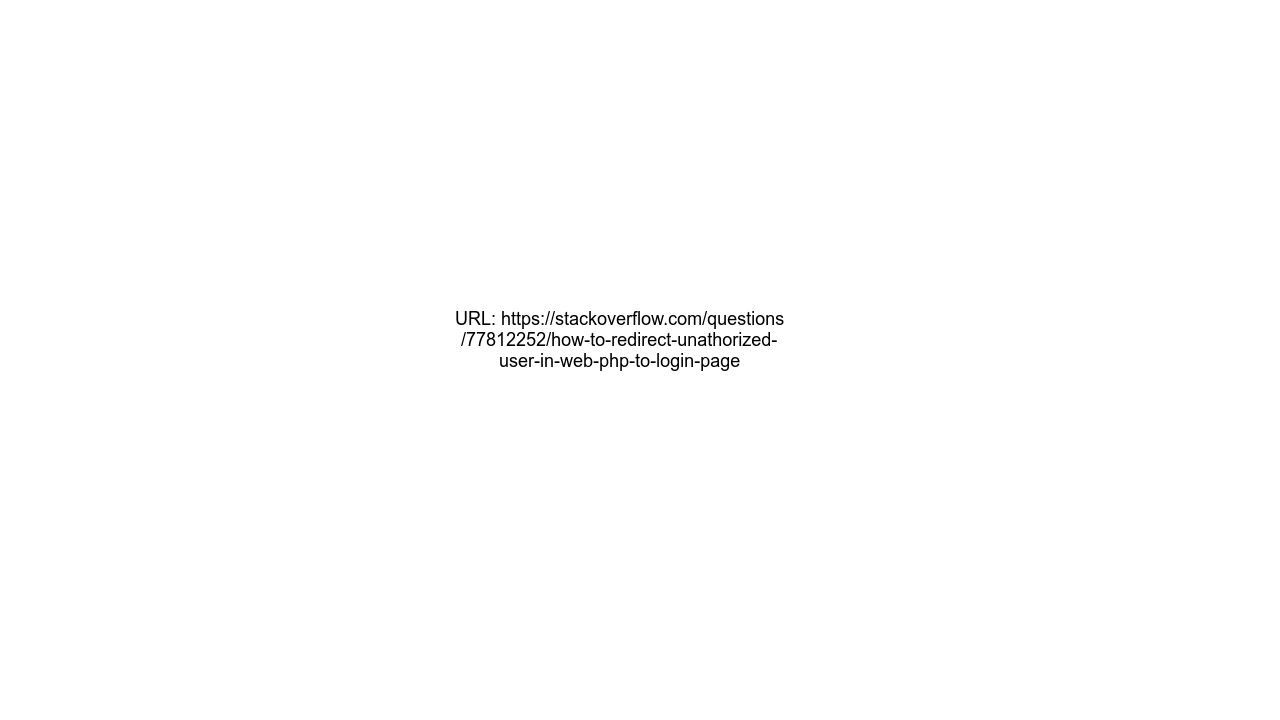 URL: https://stackoverflow.com/questions
/77812252/how-to-redirect-unathorized-
user-in-web-php-to-login-page